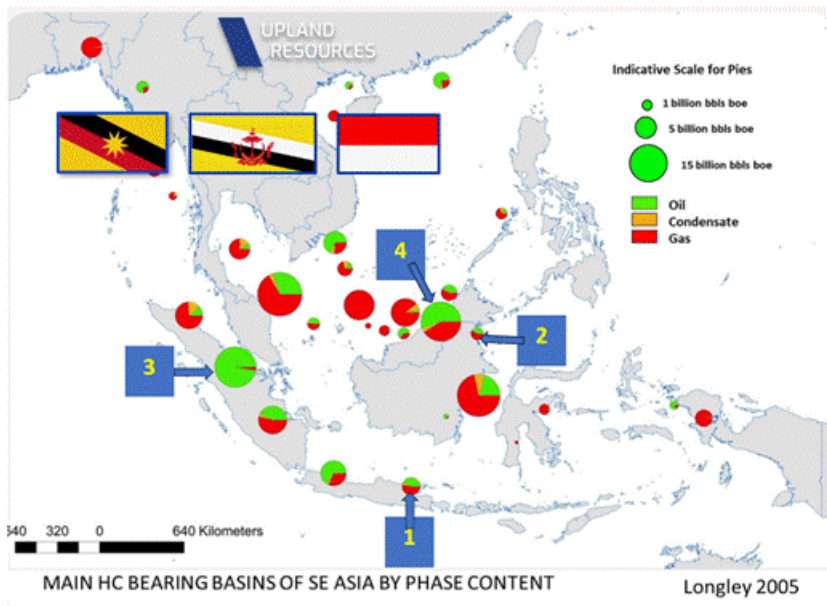 UPLAND
RESOURCES
Indicative Scale for Pies
1 billion bbls boe
5 billion bbls boe
15 billion bbls boe
Oil
Condensate
Gas
4
2
3
1
640 320 0 640 Kilometers
MAIN HC BEARING BASINS OF SE ASIA BY PHASE CONTENT
Longley 2005